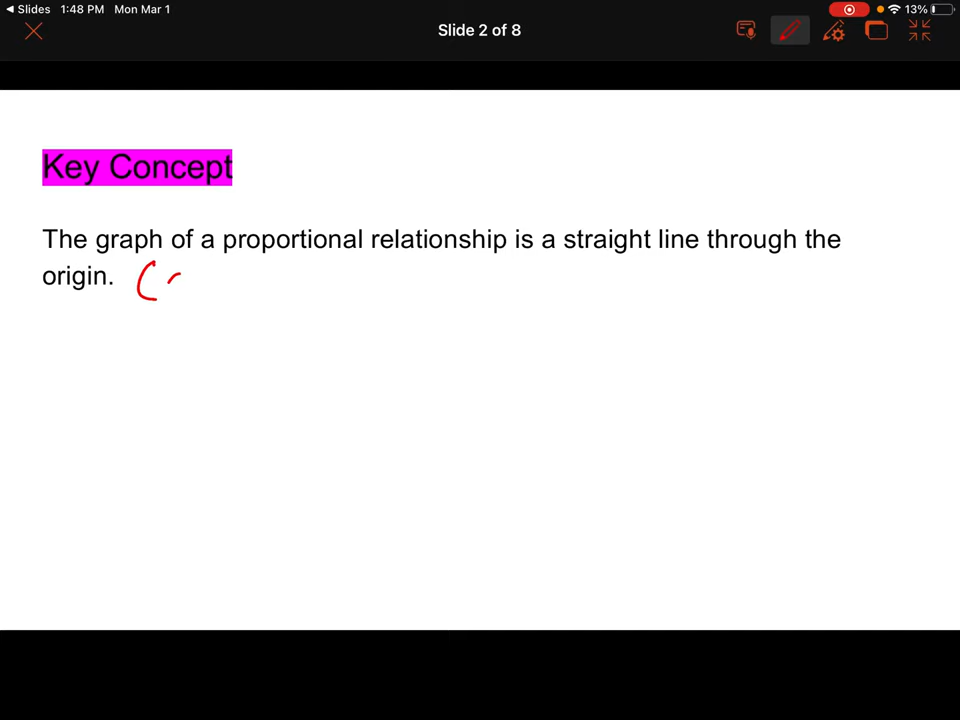 Slides 1:48 PM Mon Mar 1 13%
Slide 2 of 8
Key Concept
The graph of a proportional relationship is a straight line through the
origin. (